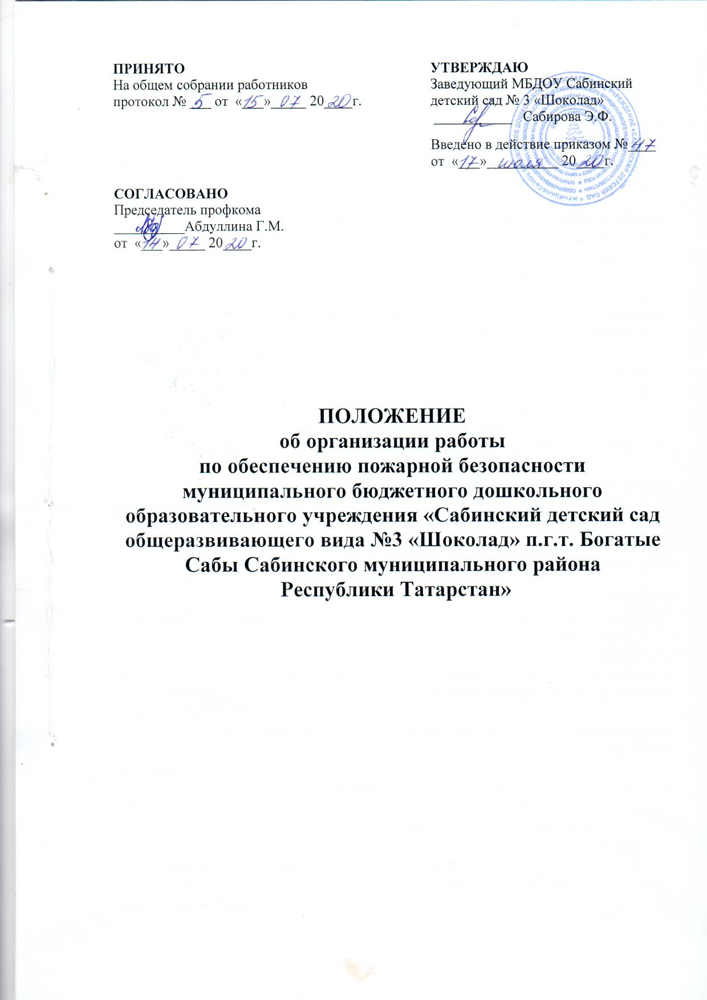 ПРИНЯТО
На общем собрании работников
протокол № 5 от «15» 07 2020 г.
УТВЕРЖДАЮ
Заведующий МБДОУ Сабинский
детский сад № 3 «Шоколад»
Сабирова Э.Ф.
Введено в действие приказом № 47
от «17» июля 2020 г.
СОГЛАСОВАНО
Председатель профкома
Абдуллина Г.М.
от «14» 07 2020 г.
ПОЛОЖЕНИЕ
об организации работы
по обеспечению пожарной безопасности
муниципального бюджетного дошкольного
образовательного учреждения «Сабинский детский сад
общеразвивающего вида №3 «Шоколад» п.г.т. Богатые
Сабы Сабинского муниципального района
Республики Татарстан»